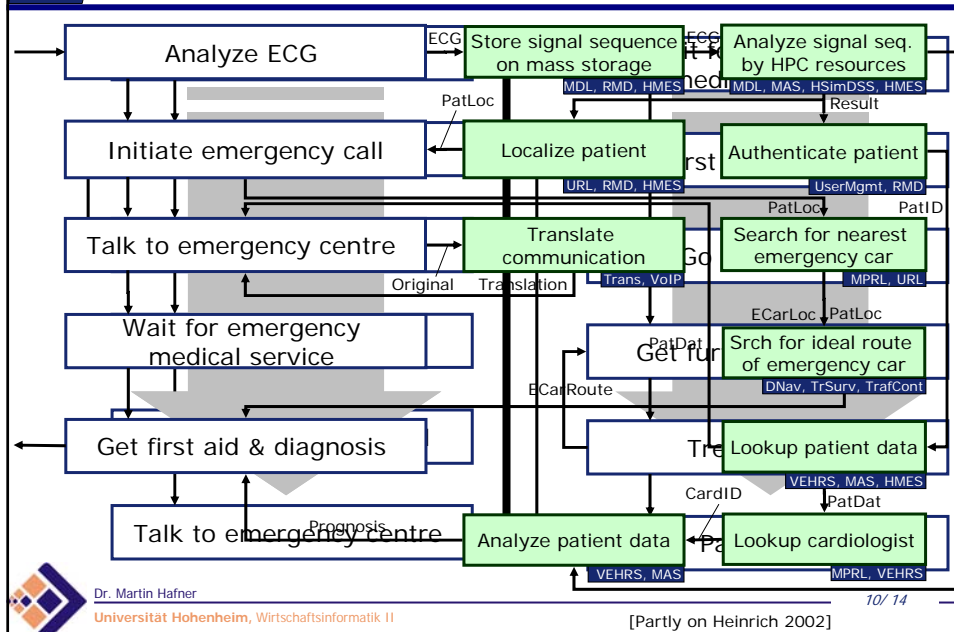 Analyze ECG
ECG
Store signal sequence
on mass storage
MDL, RMD, HMES
ECG
Analyze signal seq.
by HPC resources
MDL, MAS, HSimDSS, HMES
PatLoc
Result
Initiate emergency call
Localize patient
URL, RMD, HMES
Authenticate patient
UserMgmt, RMD
PatLoc
PatID
Talk to emergency centre
Translate
communication
Trans, VoIP
Go
Search for nearest
emergency car
MPRL, URL
Original
Translation
ECarLoc
PatLoc
Wait for emergency
medical service
PatDat
Get fur
Srch for ideal route
of emergency car
DNav, TrSurv, TrafCont
ECarRoute
Get first aid & diagnosis
Tre
Lookup patient data
VEHRS, MAS, HMES
CardID
PatDat
Talk to emergency centre
Prognosis
Analyze patient data
VEHRS, MAS
Lookup cardiologist
MPRL, VEHRS
Dr. Martin Hafner
10/ 14
Universität Hohenheim, Wirtschaftsinformatik II
[Partly on Heinrich 2002]